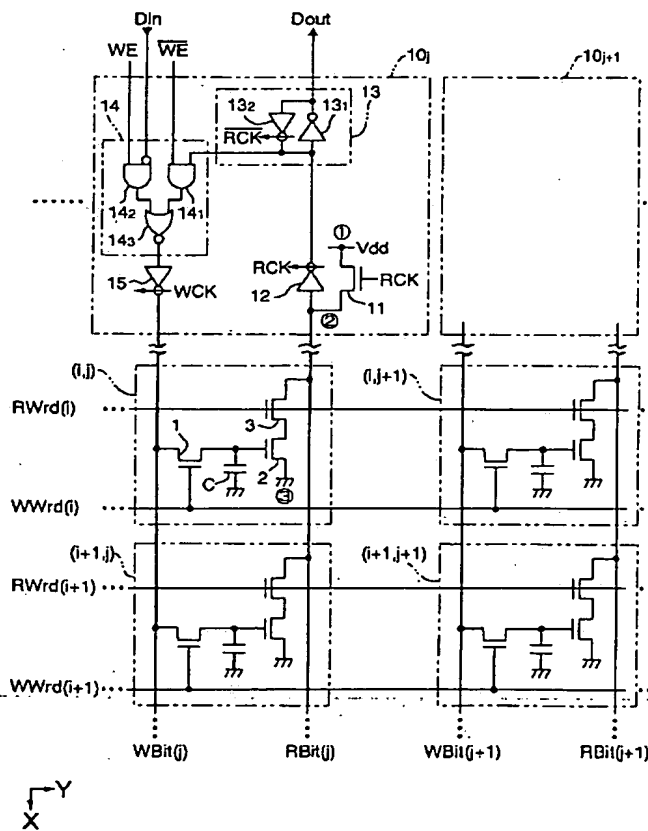 Din Dout
WE W̅E̅ 10j 10j+1
14 13₂ 13₁ 13
R̅C̅K̅
14₂ 14₁
14₃ ①
Vdd
15 RCK RCK
WCK 12 11
②
(i,j) (i,j+1)
RWrd(i)
1 3
C 2
③
WWrd(i)
(i+1,j) (i+1,j+1)
RWrd(i+1)
WWrd(i+1)
WBit(j) RBit(j) WBit(j+1) RBit(j+1)
Y
X